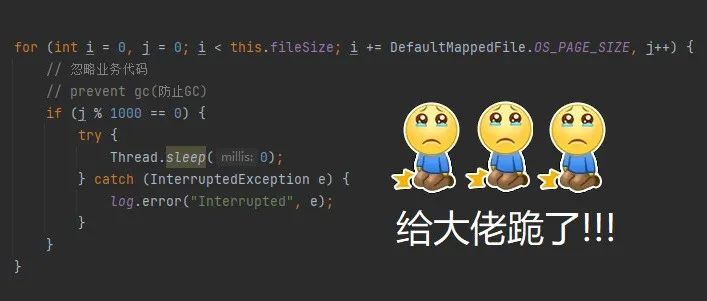 for (int i = 0, j = 0; i < this.fileSize; i += DefaultMappedFile.OS_PAGE_SIZE, j++) {
// 忽略业务代码
// prevent gc(防止GC)
if (j % 1000 == 0) {
try {
Thread.sleep( millis: 0);
} catch (InterruptedException e) {
log.error("Interrupted", e);
}
}
}
给大佬跪了!!!